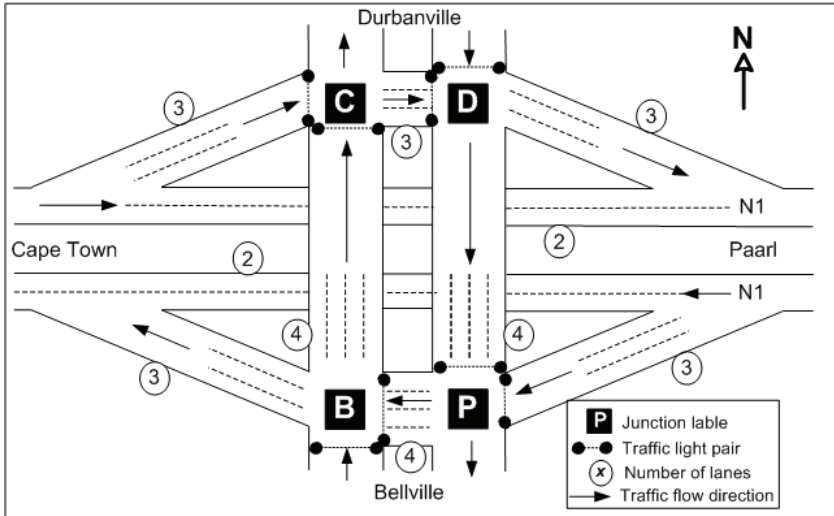 Durbanville
N
C
D
3
3
3
N1
Cape Town
2
2
Paarl
N1
4
4
3
3
B
P
4
Bellville
P Junction lable
Traffic light pair
x Number of lanes
Traffic flow direction